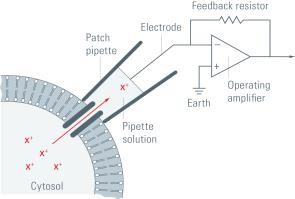 Feedback resistor
Electrode
Patch
pipette
x⁺
−
+
Operating
amplifier
Earth
Pipette
solution
x⁺
x⁺
x⁺
x⁺
x⁺
Cytosol